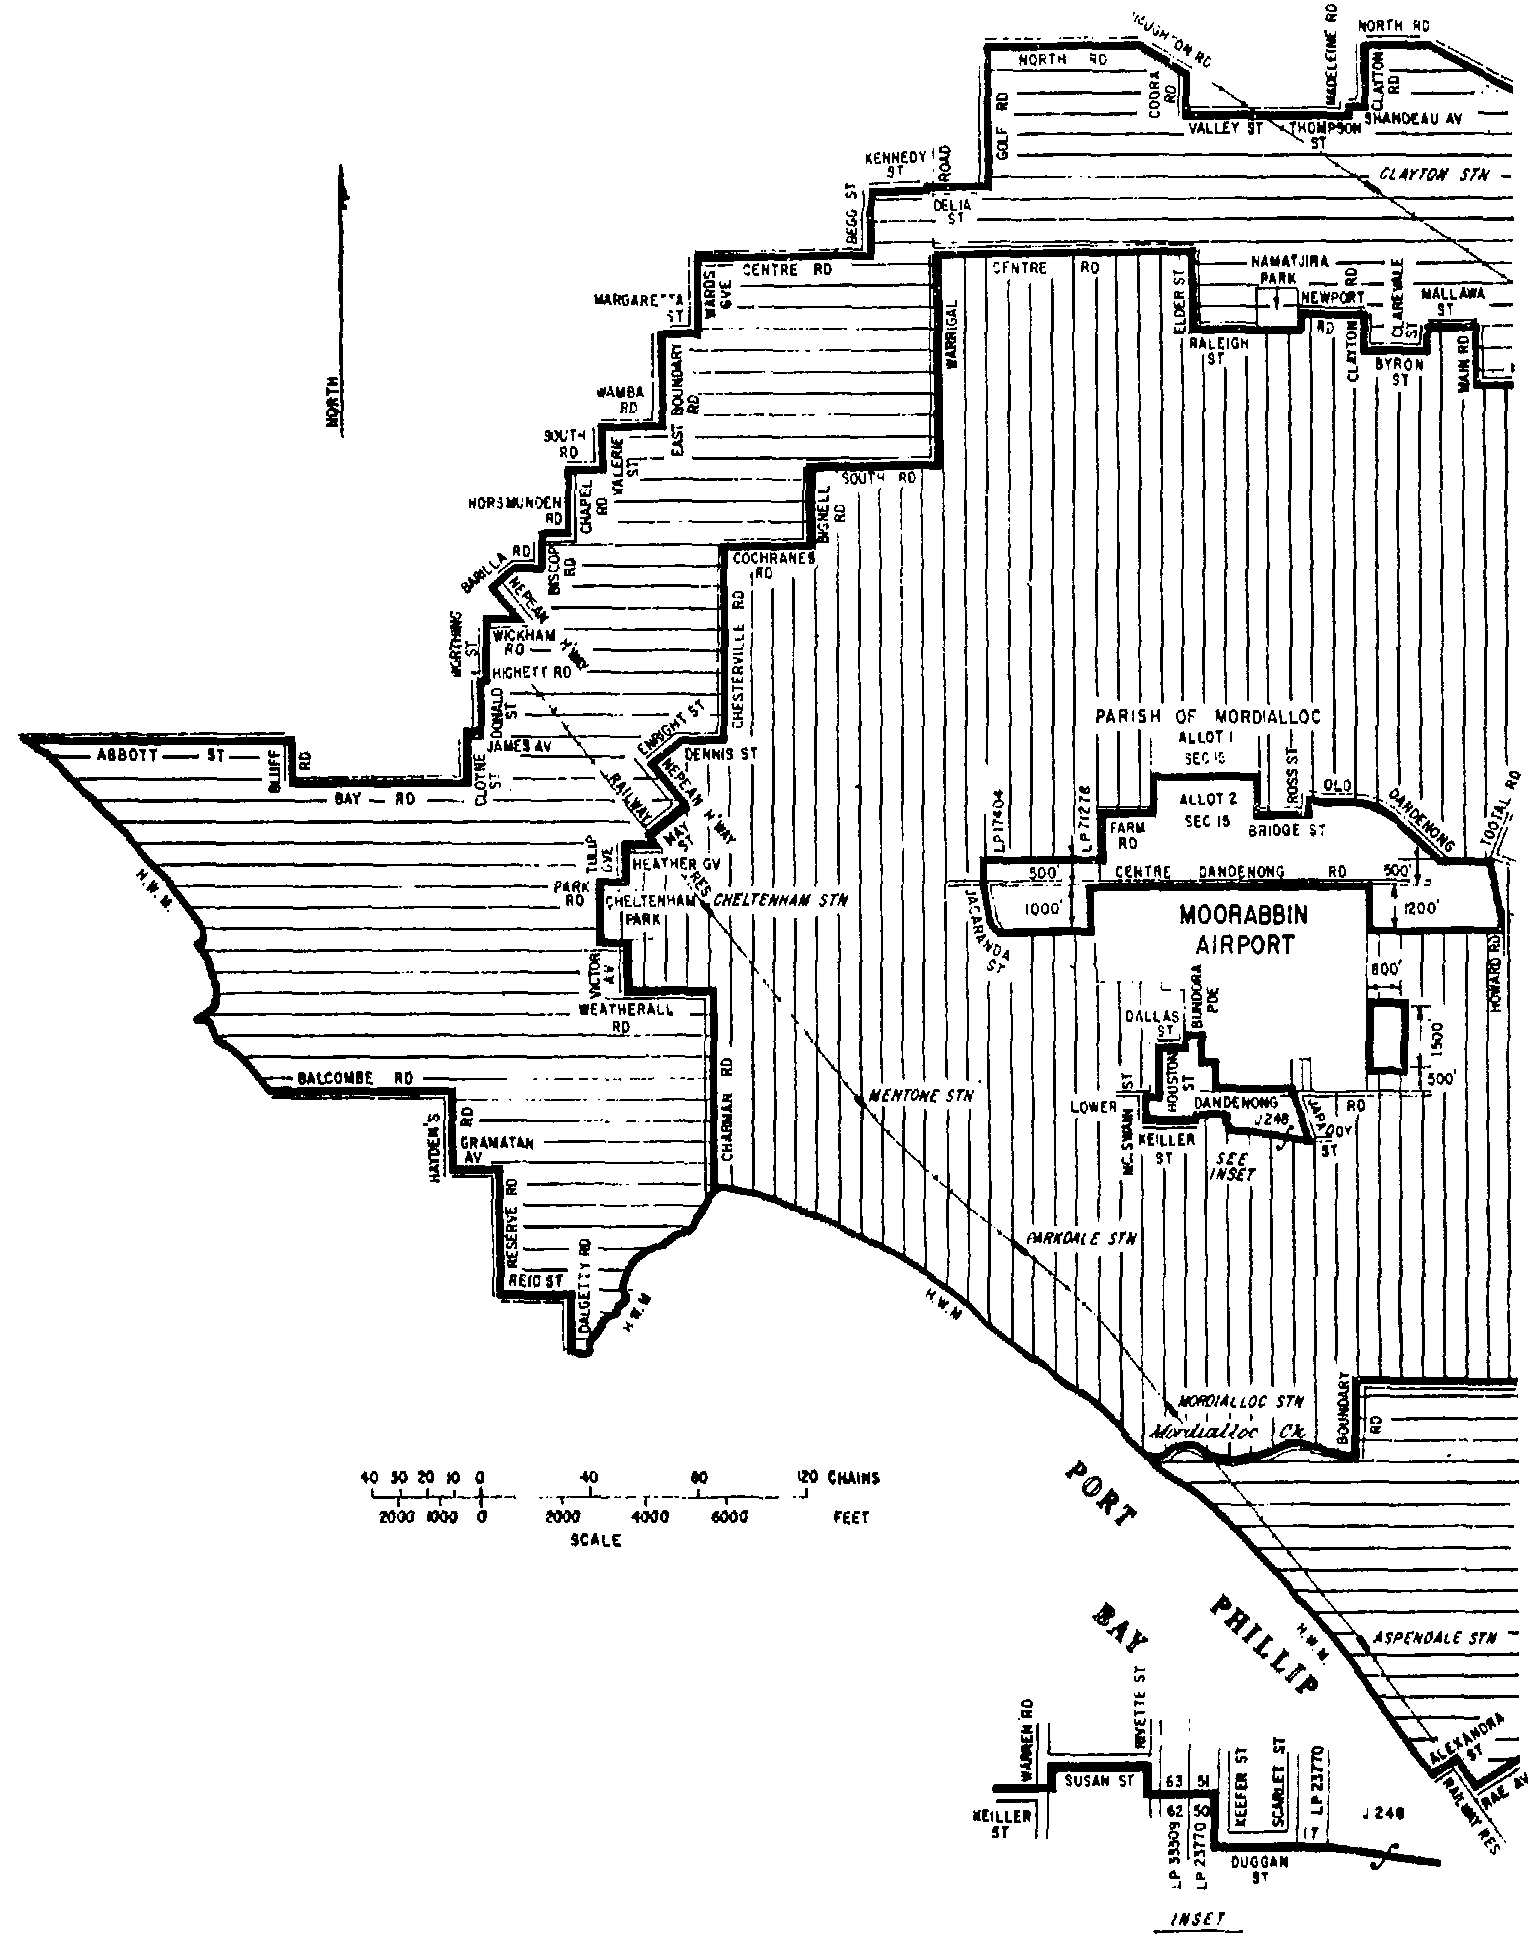 NORTH RD
MADELEINE RD
NORTH RD
GOLF RD
COORA RD
CLAYTON RD
VALLEY ST
THOMPSON ST
SHANDEAU AV
KENNEDY ST
ROAD
CLAYTON STN
BEGG ST
DELIA ST
CENTRE RD
CENTRE RD
NAMATJIRA PARK
MARGARETTA ST
WARDS GVE
ELDER ST
NEWPORT RD
CLAYTON RD
CLAREVALE ST
MALLAWA ST
WARRIGAL
RALEIGH ST
BYRON ST
MAIN RD
NORTH
WAMBA RD
EAST BOUNDARY RD
SOUTH RD
VALERIE ST
SOUTH RD
HORSMUNDEN RD
CHAPEL RD
BIGNELL RD
BARILLA RD
BISCOP RD
COCHRANES RD
NEPEAN H'WAY
WORTHING ST
WICKHAM RD
HIGHETT RD
CHESTERVILLE RD
DONALD ST
PARISH OF MORDIALLOC
ALLOT 1
SEC 15
ENRIGHT ST
DENNIS ST
JAMES AV
ABBOTT ST
BLUFF RD
CLOYNE ST
BAY RD
RAILWAY
NEPEAN H'WAY
ALLOT 2
SEC 15
ROSS ST
OLD DANDENONG
TOOTAL RD
LP 17404
LP 71276
FARM RD
BRIDGE ST
TULIP GVE
MAY ST
HEATHER GV
RES
500'
CENTRE DANDENONG RD
500'
H.W.M.
PARK RD
CHELTENHAM PARK
CHELTENHAM STN
1000'
1200'
JACARANDA ST
MOORABBIN
AIRPORT
HOWARD RD
VICTOR AV
800'
WEATHERALL RD
DALLAS ST
BUNDORA PDE
1500
500'
BALCOMBE RD
CHARMAN RD
MENTONE STN
LOWER
MC.SWAIN ST
HOUSTON ST
DANDENONG
RD
J248
KEILLER ST
SEE
INSET
HAYDEN'S RD
GRAMATAN AV
RESERVE RD
REID ST
DALGETTY RD
H.W.M
PARKDALE STN
H.W.M
MORDIALLOC STN
Mordialloc Ck
BOUNDARY RD
40 30 20 10 0 40 80 120 CHAINS
2000 1000 0 2000 4000 6000 FEET
SCALE
PORT
PHILLIP
BAY
H.W.M.
ASPENDALE STN
ALEXANDRA ST
RAE AV
RAILWAY RES
WARREN RD
RIVETTE ST
SUSAN ST
63 51
62 50
KEEFER ST
SCARLET ST
LP 23770
KEILLER ST
LP 33509
LP 23770
17
J 248
DUGGAN ST
INSET